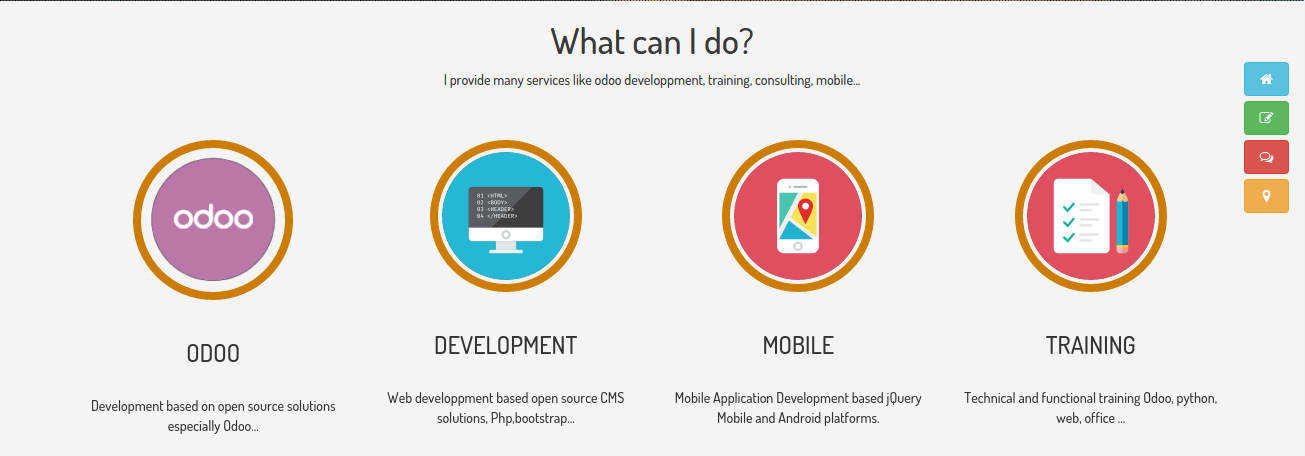 What can I do?
I provide many services like odoo developpment, training, consulting, mobile...
odoo
01 <HTML>
02 <BODY>
03 <HEADER>
04 </HEADER>
ODOO
DEVELOPMENT
MOBILE
TRAINING
Development based on open source solutions
especially Odoo...
Web developpment based open source CMS
solutions, Php,bootstrap...
Mobile Application Development based jQuery
Mobile and Android platforms.
Technical and functional training Odoo, python,
web, office ...